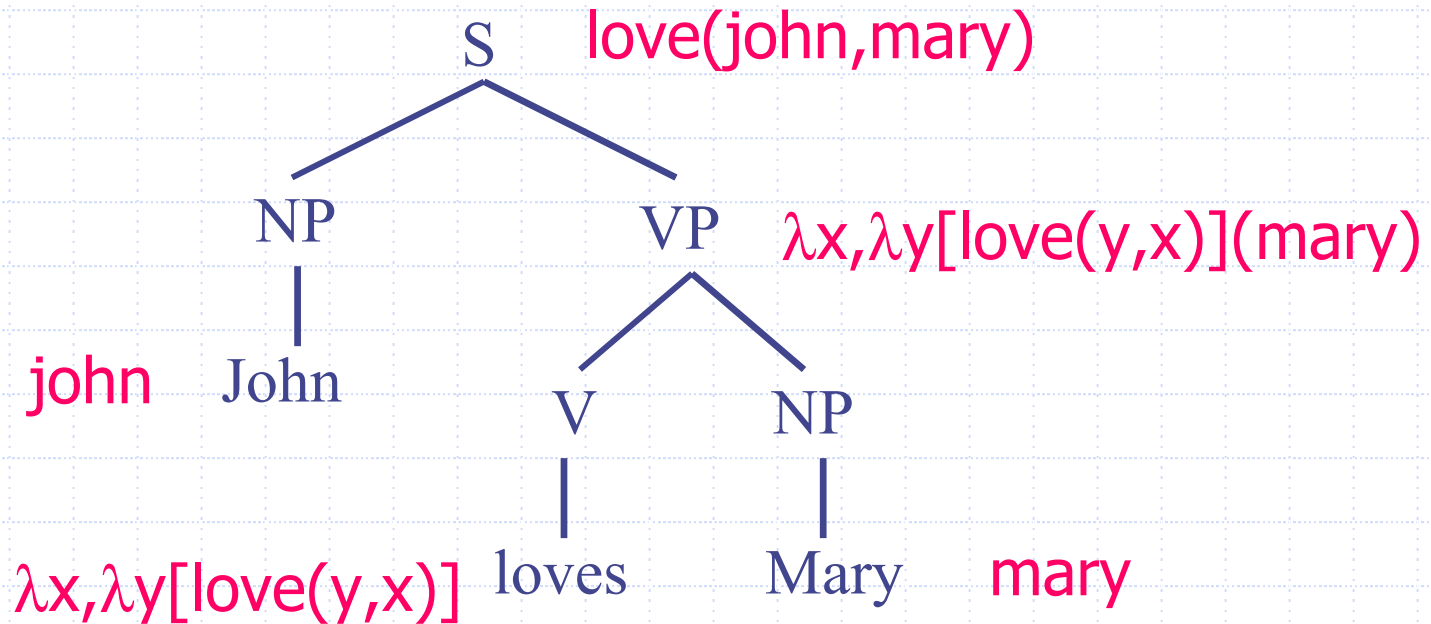 S love(john,mary)
NP VP λx,λy[love(y,x)](mary)
john John V NP
λx,λy[love(y,x)] loves Mary mary